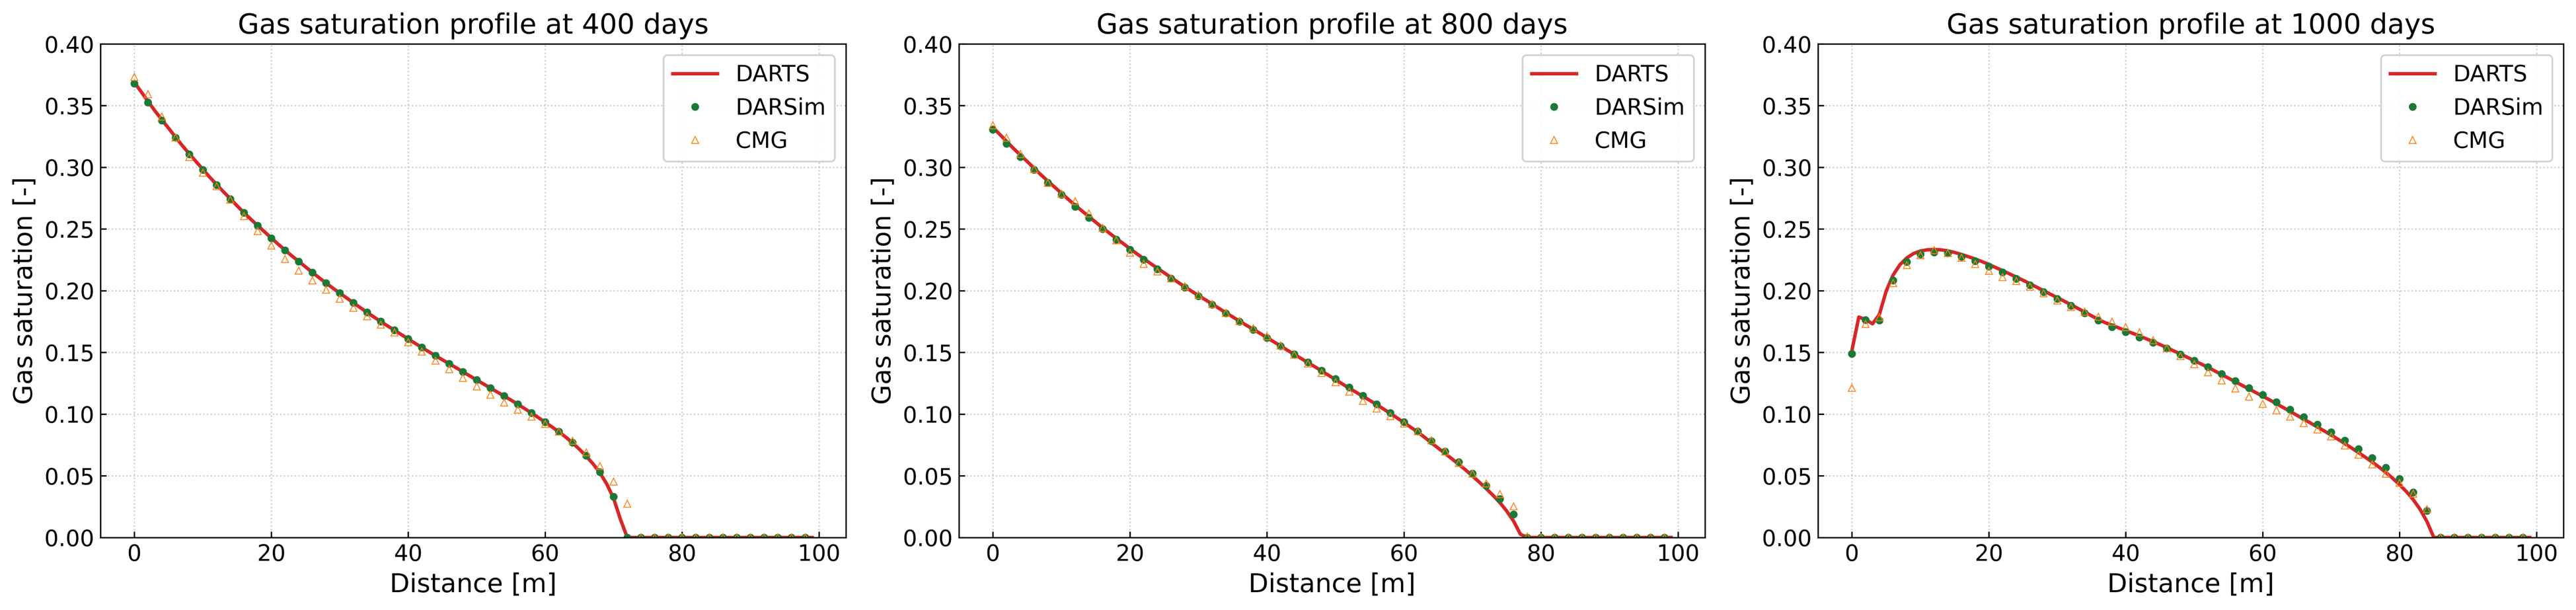 Gas saturation profile at 400 days
Gas saturation [-]
0.40
0.35
0.30
0.25
0.20
0.15
0.10
0.05
0.00
DARTS
DARSim
CMG
0 20 40 60 80 100
Distance [m]
Gas saturation profile at 800 days
Gas saturation [-]
0.40
0.35
0.30
0.25
0.20
0.15
0.10
0.05
0.00
DARTS
DARSim
CMG
0 20 40 60 80 100
Distance [m]
Gas saturation profile at 1000 days
Gas saturation [-]
0.40
0.35
0.30
0.25
0.20
0.15
0.10
0.05
0.00
DARTS
DARSim
CMG
0 20 40 60 80 100
Distance [m]